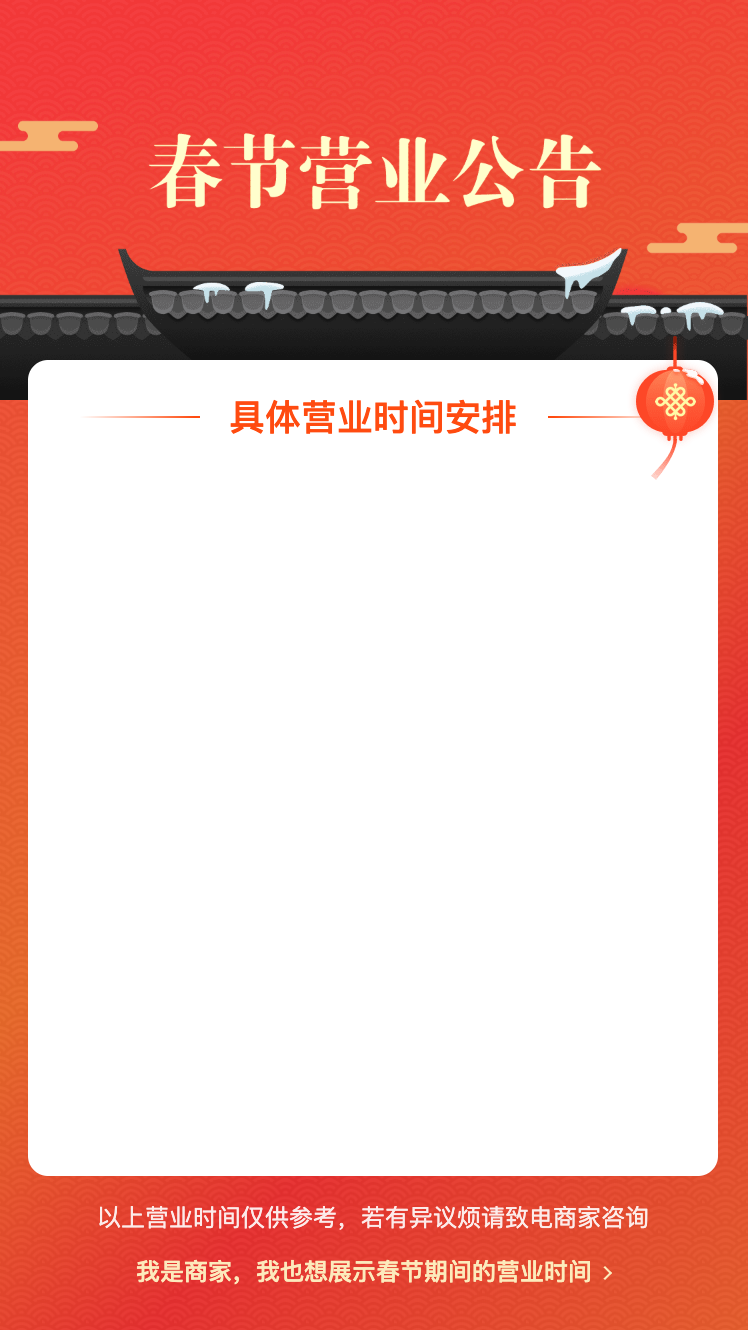 春节营业公告
具体营业时间安排
以上营业时间仅供参考，若有异议烦请致电商家咨询
我是商家，我也想展示春节期间的营业时间 >